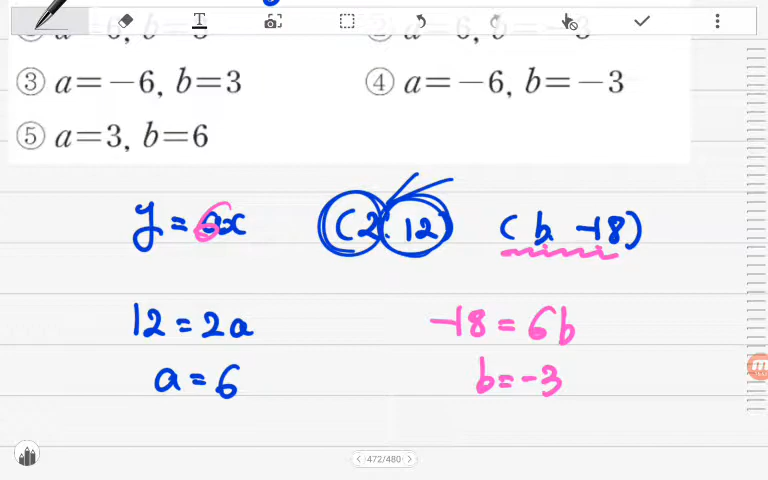 ③ a=−6, b=3 ④ a=−6, b=−3
⑤ a=3, b=6
y = 6x (2, 12) (b, -18)
12 = 2a -18 = 6b
a = 6 b = -3
472/480